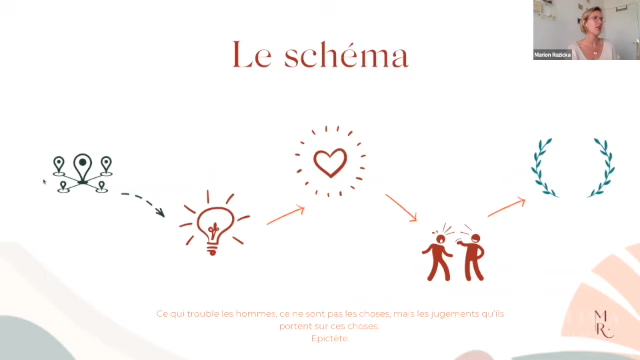 Le schéma
Marion Razicka
Ce qui trouble les hommes, ce ne sont pas les choses, mais les jugements qu'ils
portent sur ces choses.
Epictète
M
R.